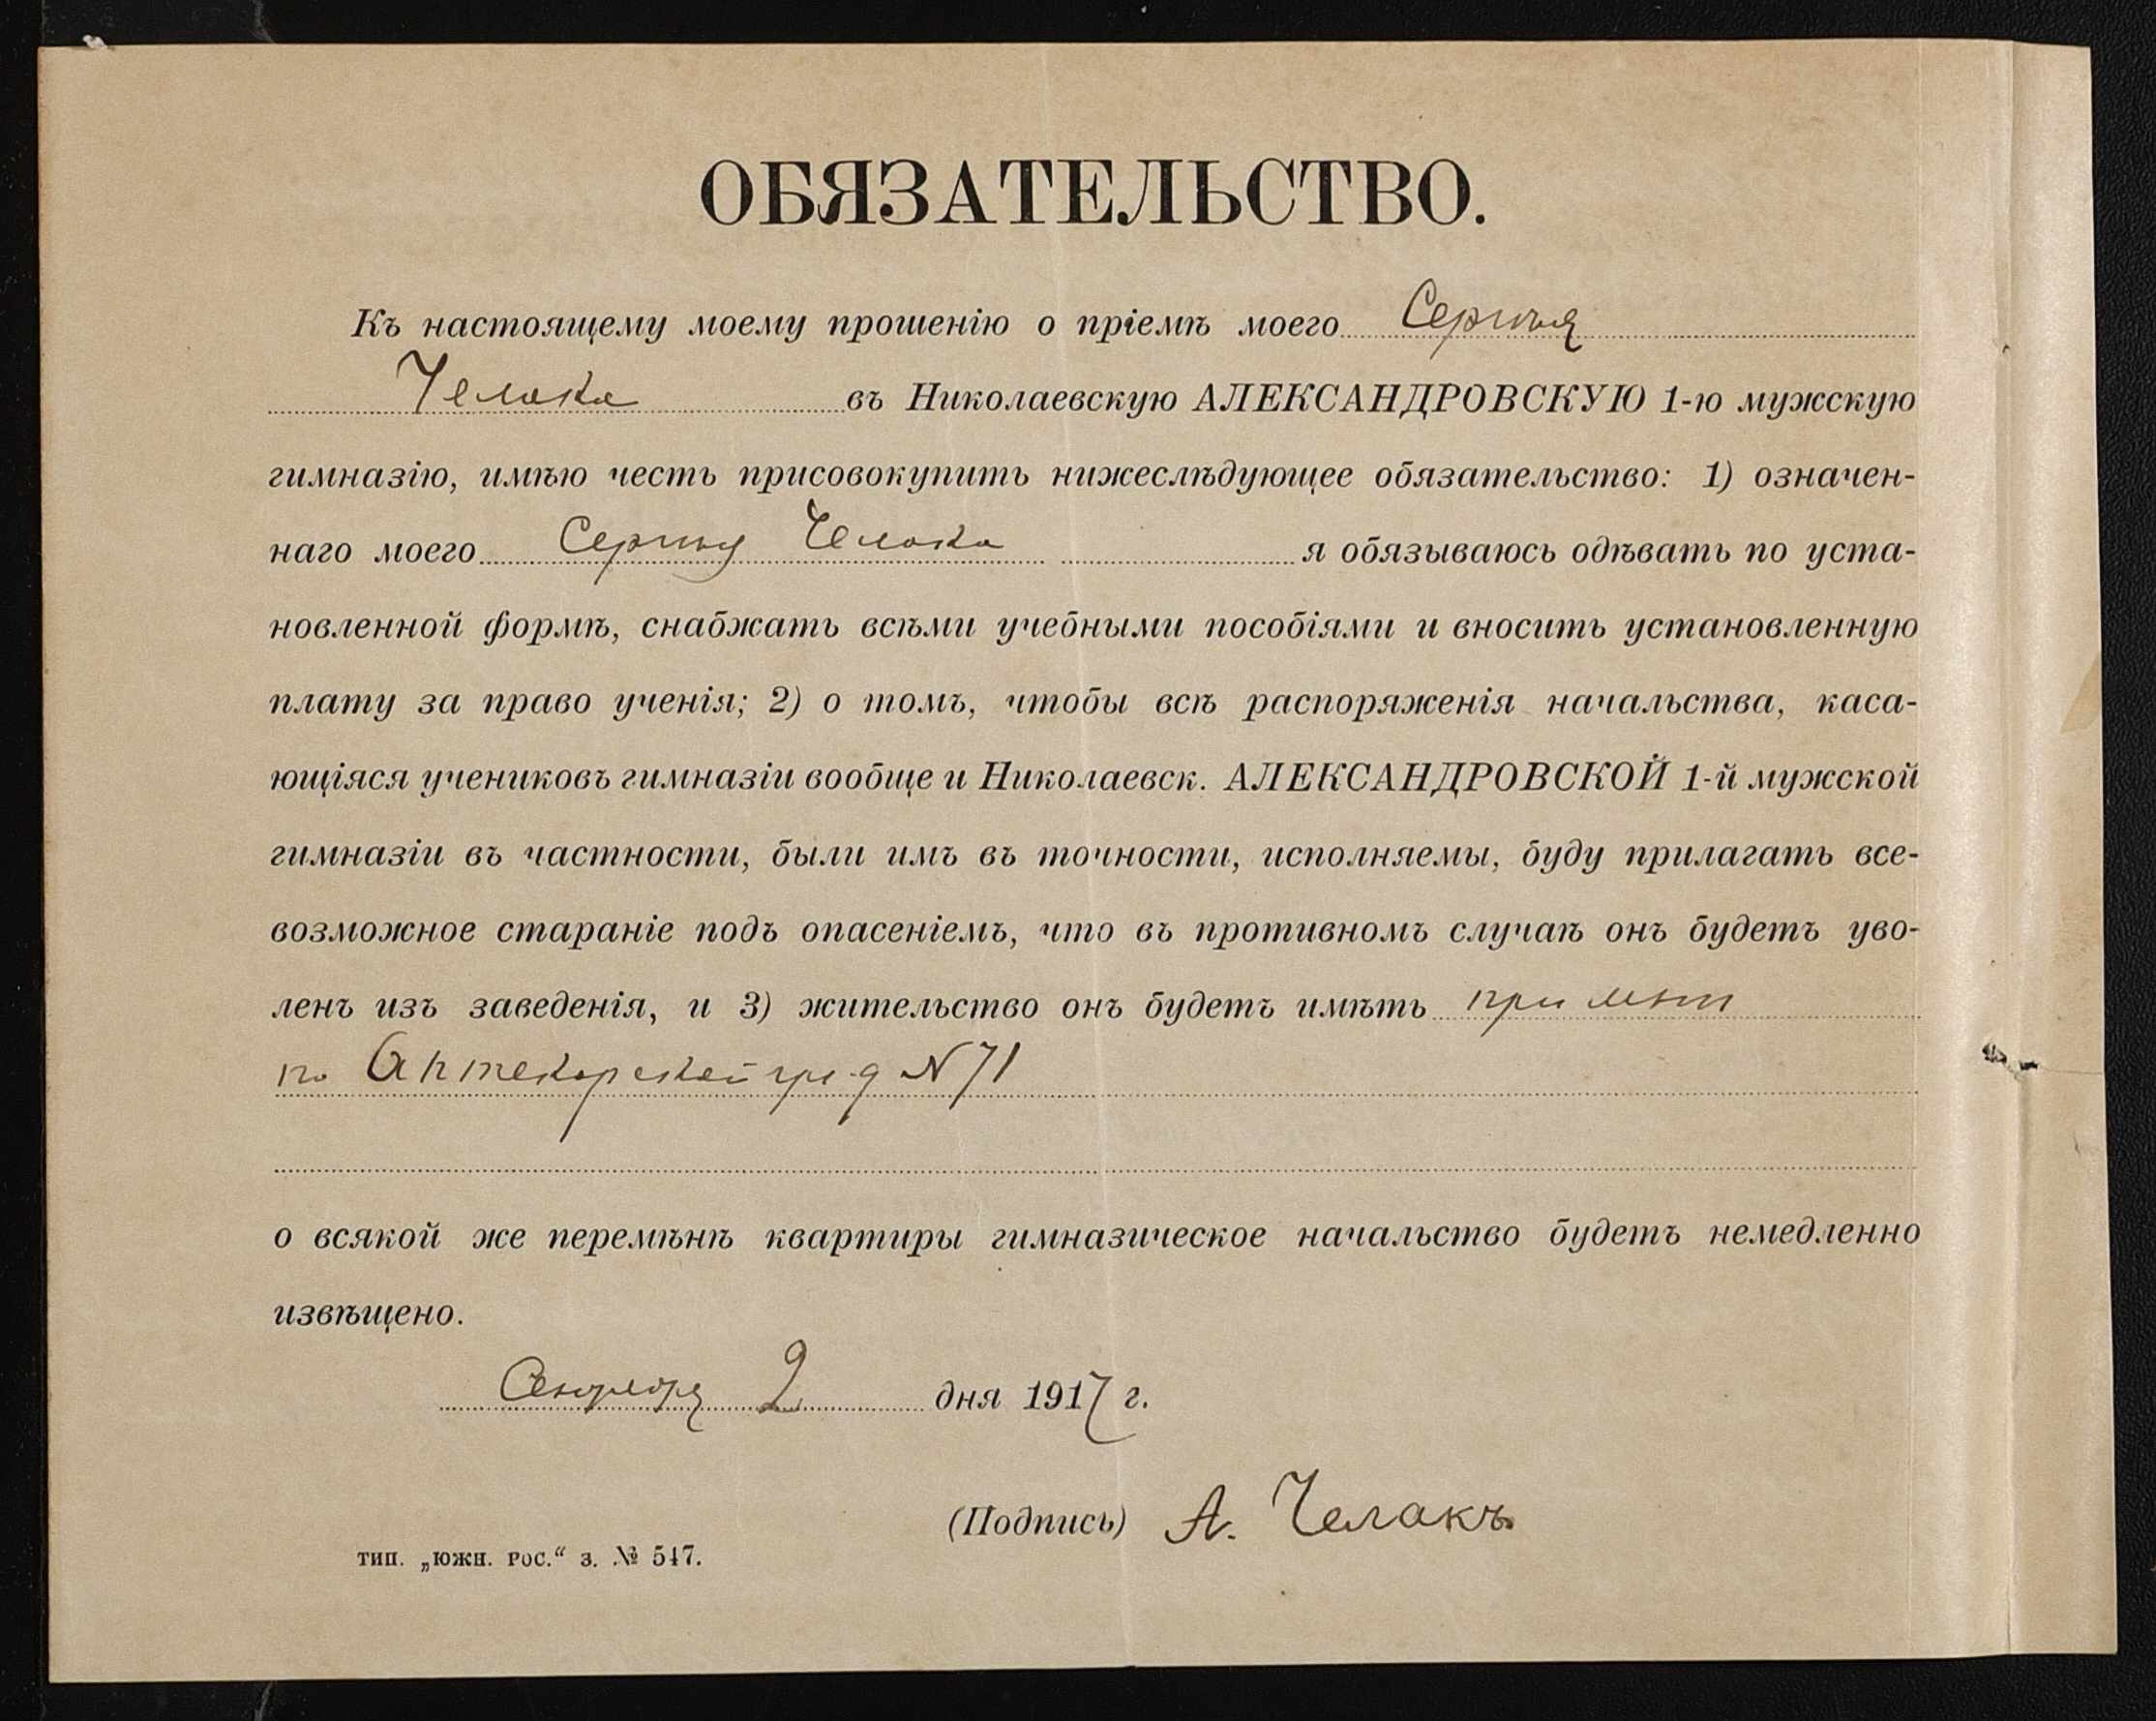 ОБЯЗАТЕЛЬСТВО.
Къ настоящему моему прошенію о пріемѣ моего Сергѣя
Челака въ Николаевскую АЛЕКСАНДРОВСКУЮ 1-ю мужскую
гимназію, имѣю честь присовокупить нижеслѣдующее обязательство: 1) означен-
наго моего Сергѣя Челака я обязываюсь одѣвать по уста-
новленной формѣ, снабжать всѣми учебными пособіями и вносить установленную
плату за право ученія; 2) о томъ, чтобы всѣ распоряженія начальства, каса-
ющіяся учениковъ гимназіи вообще и Николаевск. АЛЕКСАНДРОВСКОЙ 1-й мужской
гимназіи въ частности, были имъ въ точности, исполняемы, буду прилагать все-
возможное стараніе подъ опасеніемъ, что въ противномъ случаѣ онъ будетъ уво-
ленъ изъ заведенія, и 3) жительство онъ будетъ имѣть при мнѣ
по Аптекарской ул. д N 71
о всякой же перемѣнѣ квартиры гимназическое начальство будетъ немедленно
извѣщено.
Сентября 2 дня 1917 г.
(Подпись) А. Челакъ
тип. „южн. рос.“ з. № 547.